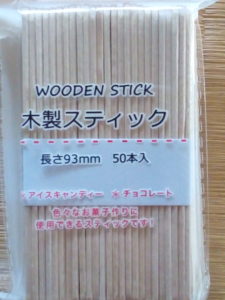 WOODEN STICK
木製スティック
長さ93mm 50本入
アイスキャンディー ※チョコレート
色々なお菓子作りに
使用できるスティックです!